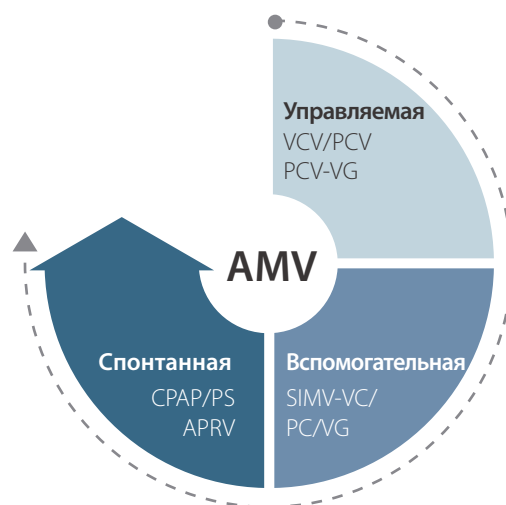 Управляемая
VCV/PCV
PCV-VG
AMV
Спонтанная
CPAP/PS
APRV
Вспомогательная
SIMV-VC/
PC/VG